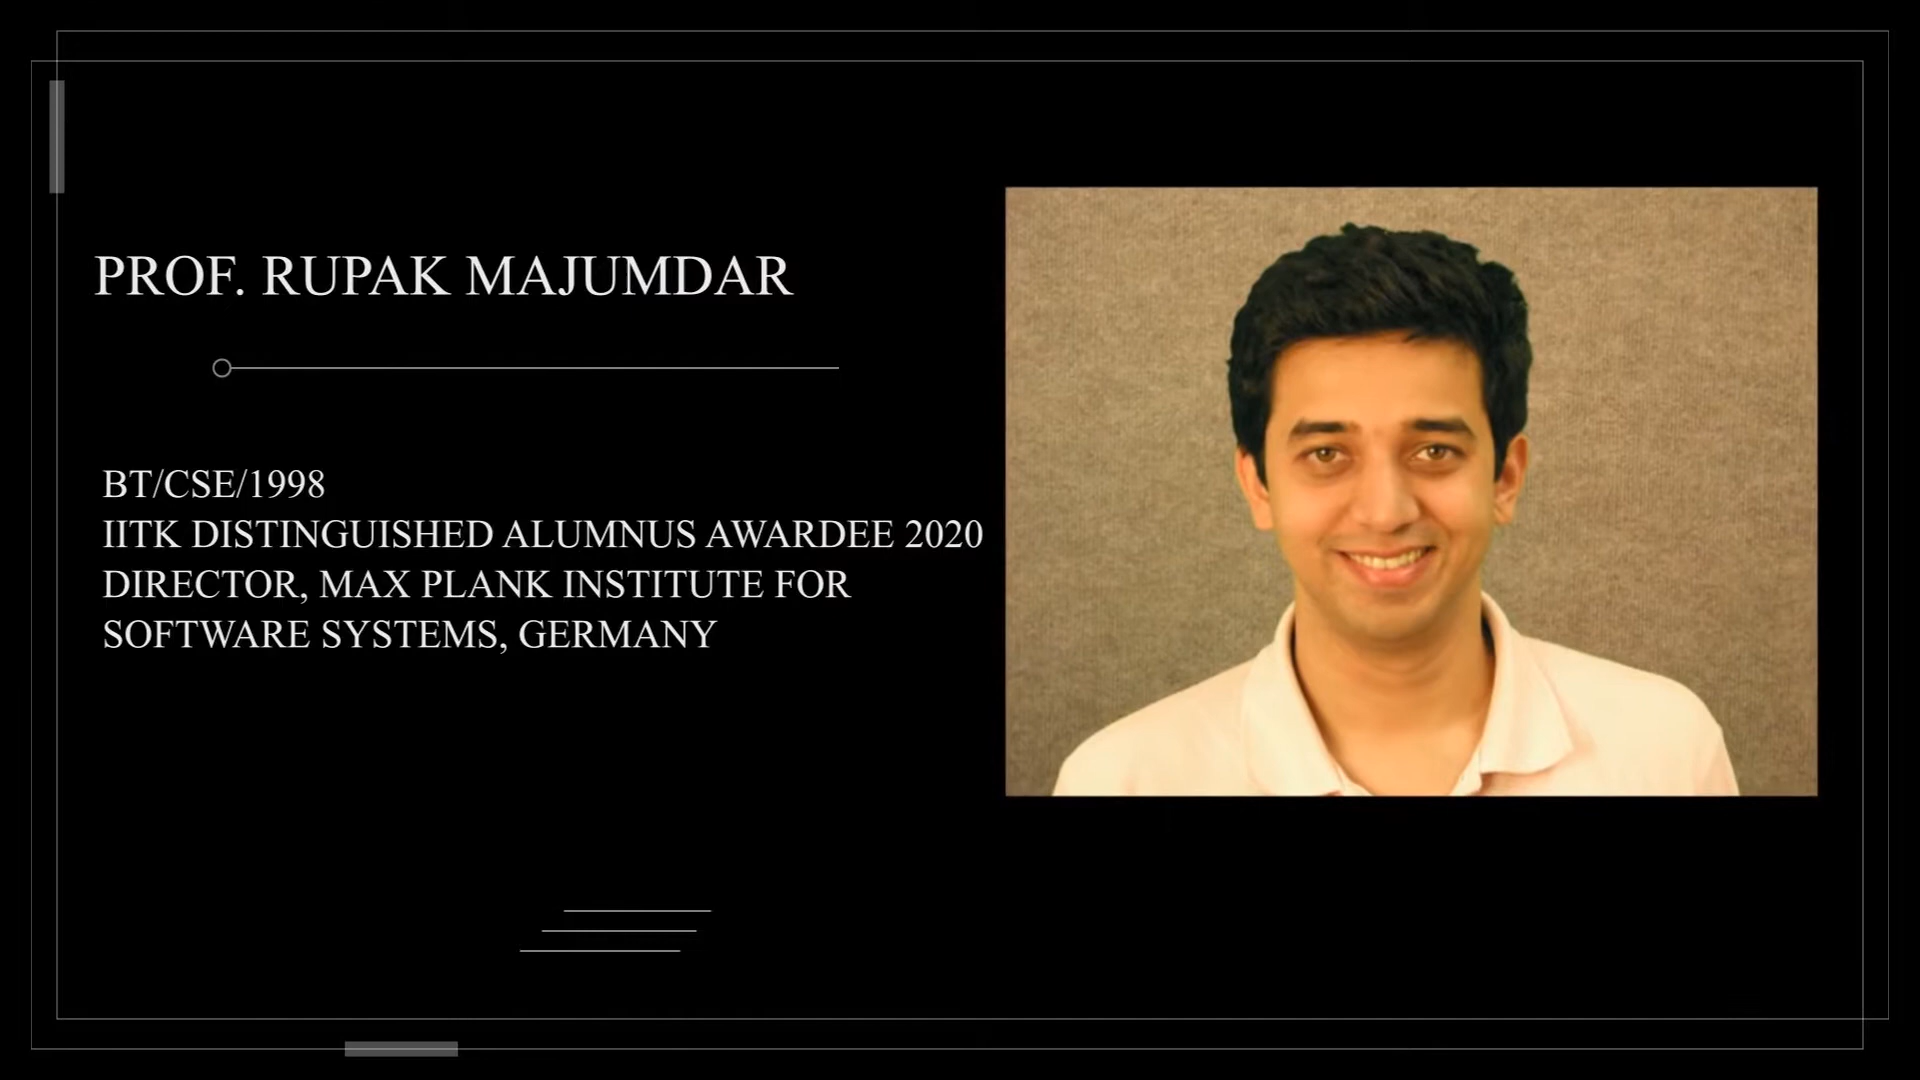 PROF. RUPAK MAJUMDAR
BT/CSE/1998
IITK DISTINGUISHED ALUMNUS AWARDEE 2020
DIRECTOR, MAX PLANK INSTITUTE FOR
SOFTWARE SYSTEMS, GERMANY